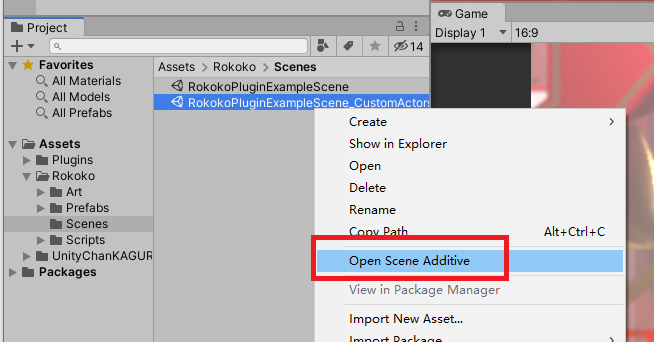 Project
Game
Display 1
16:9
14
Favorites
All Materials
All Models
All Prefabs
Assets
Plugins
Rokoko
Art
Prefabs
Scenes
Scripts
UnityChanKAGUR
Packages
Assets > Rokoko > Scenes
RokokoPluginExampleScene
RokokoPluginExampleScene_CustomActors
Create
Show in Explorer
Open
Delete
Rename
Copy Path Alt+Ctrl+C
Open Scene Additive
View in Package Manager
Import New Asset...
Import Package